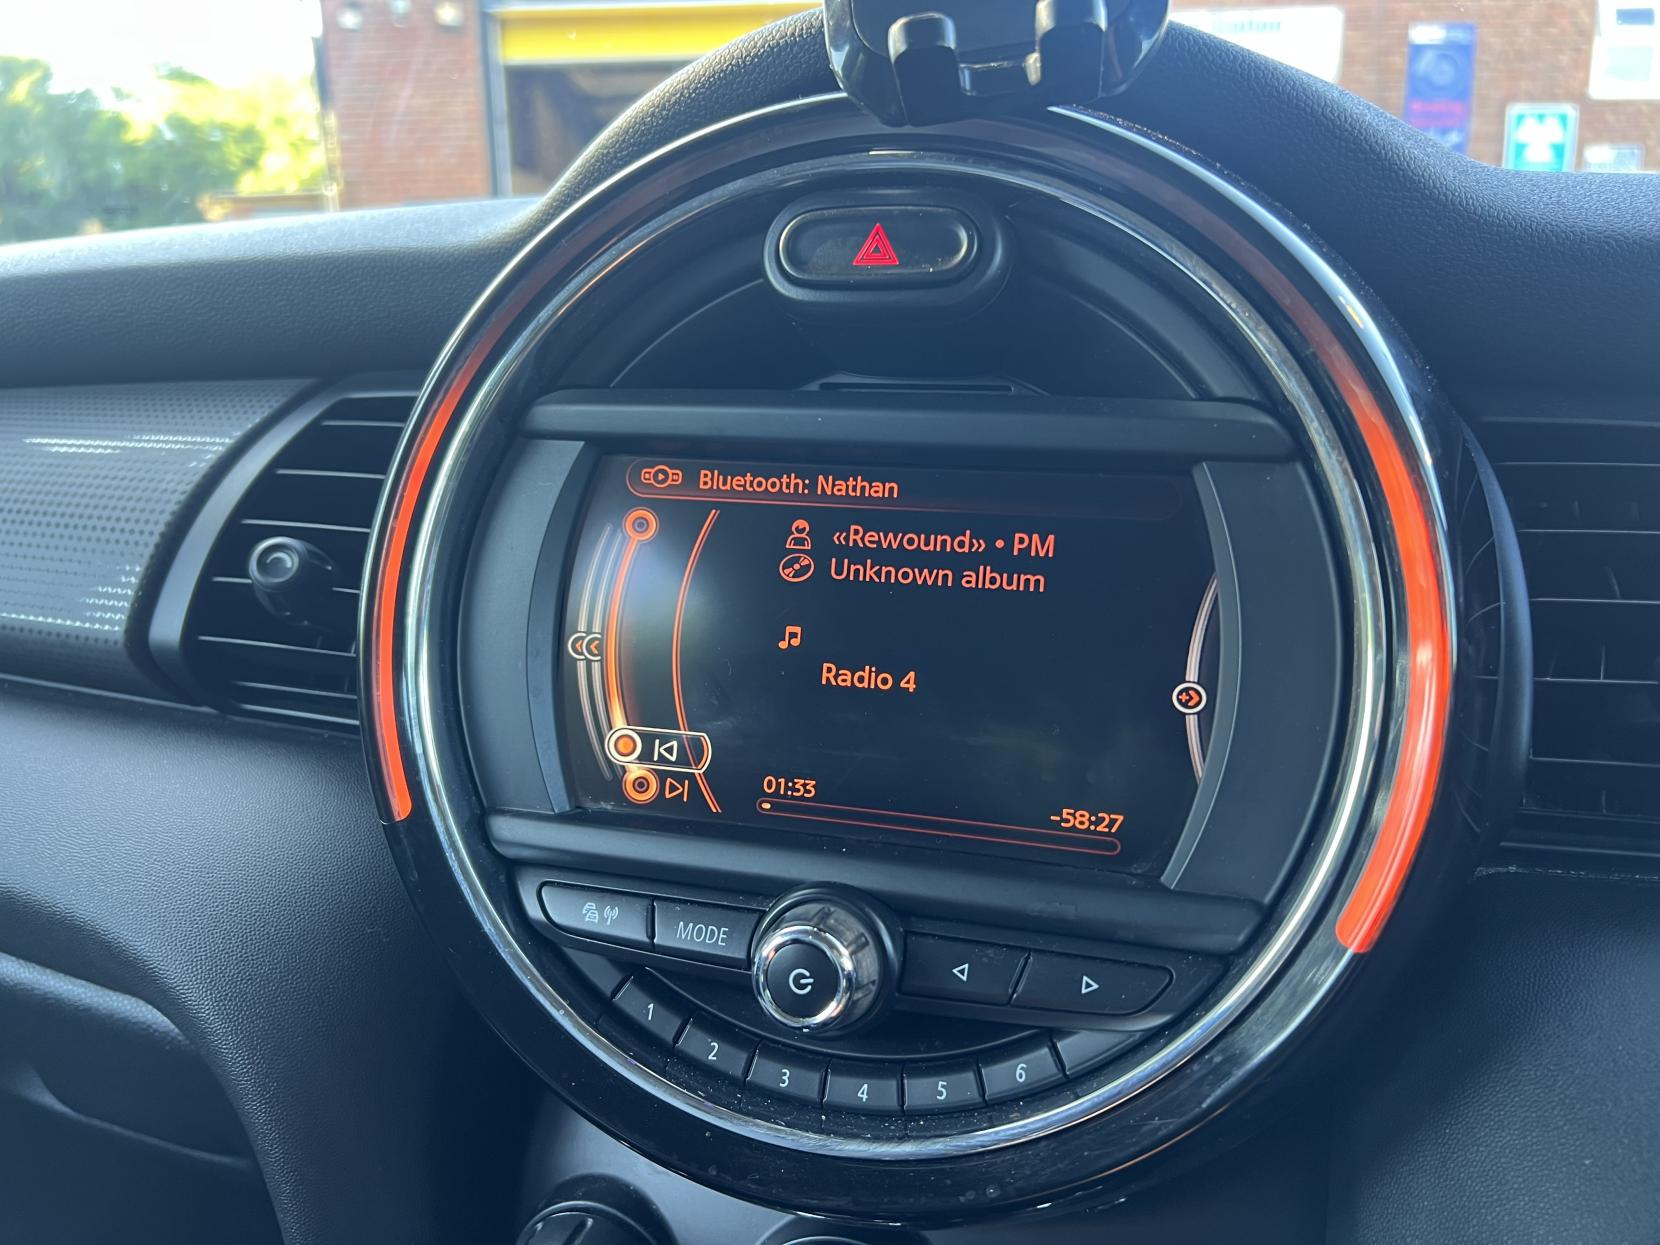 Bluetooth: Nathan
«Rewound» • PM
Unknown album
Radio 4
01:33
-58:27
MODE
1
2
3
4
5
6